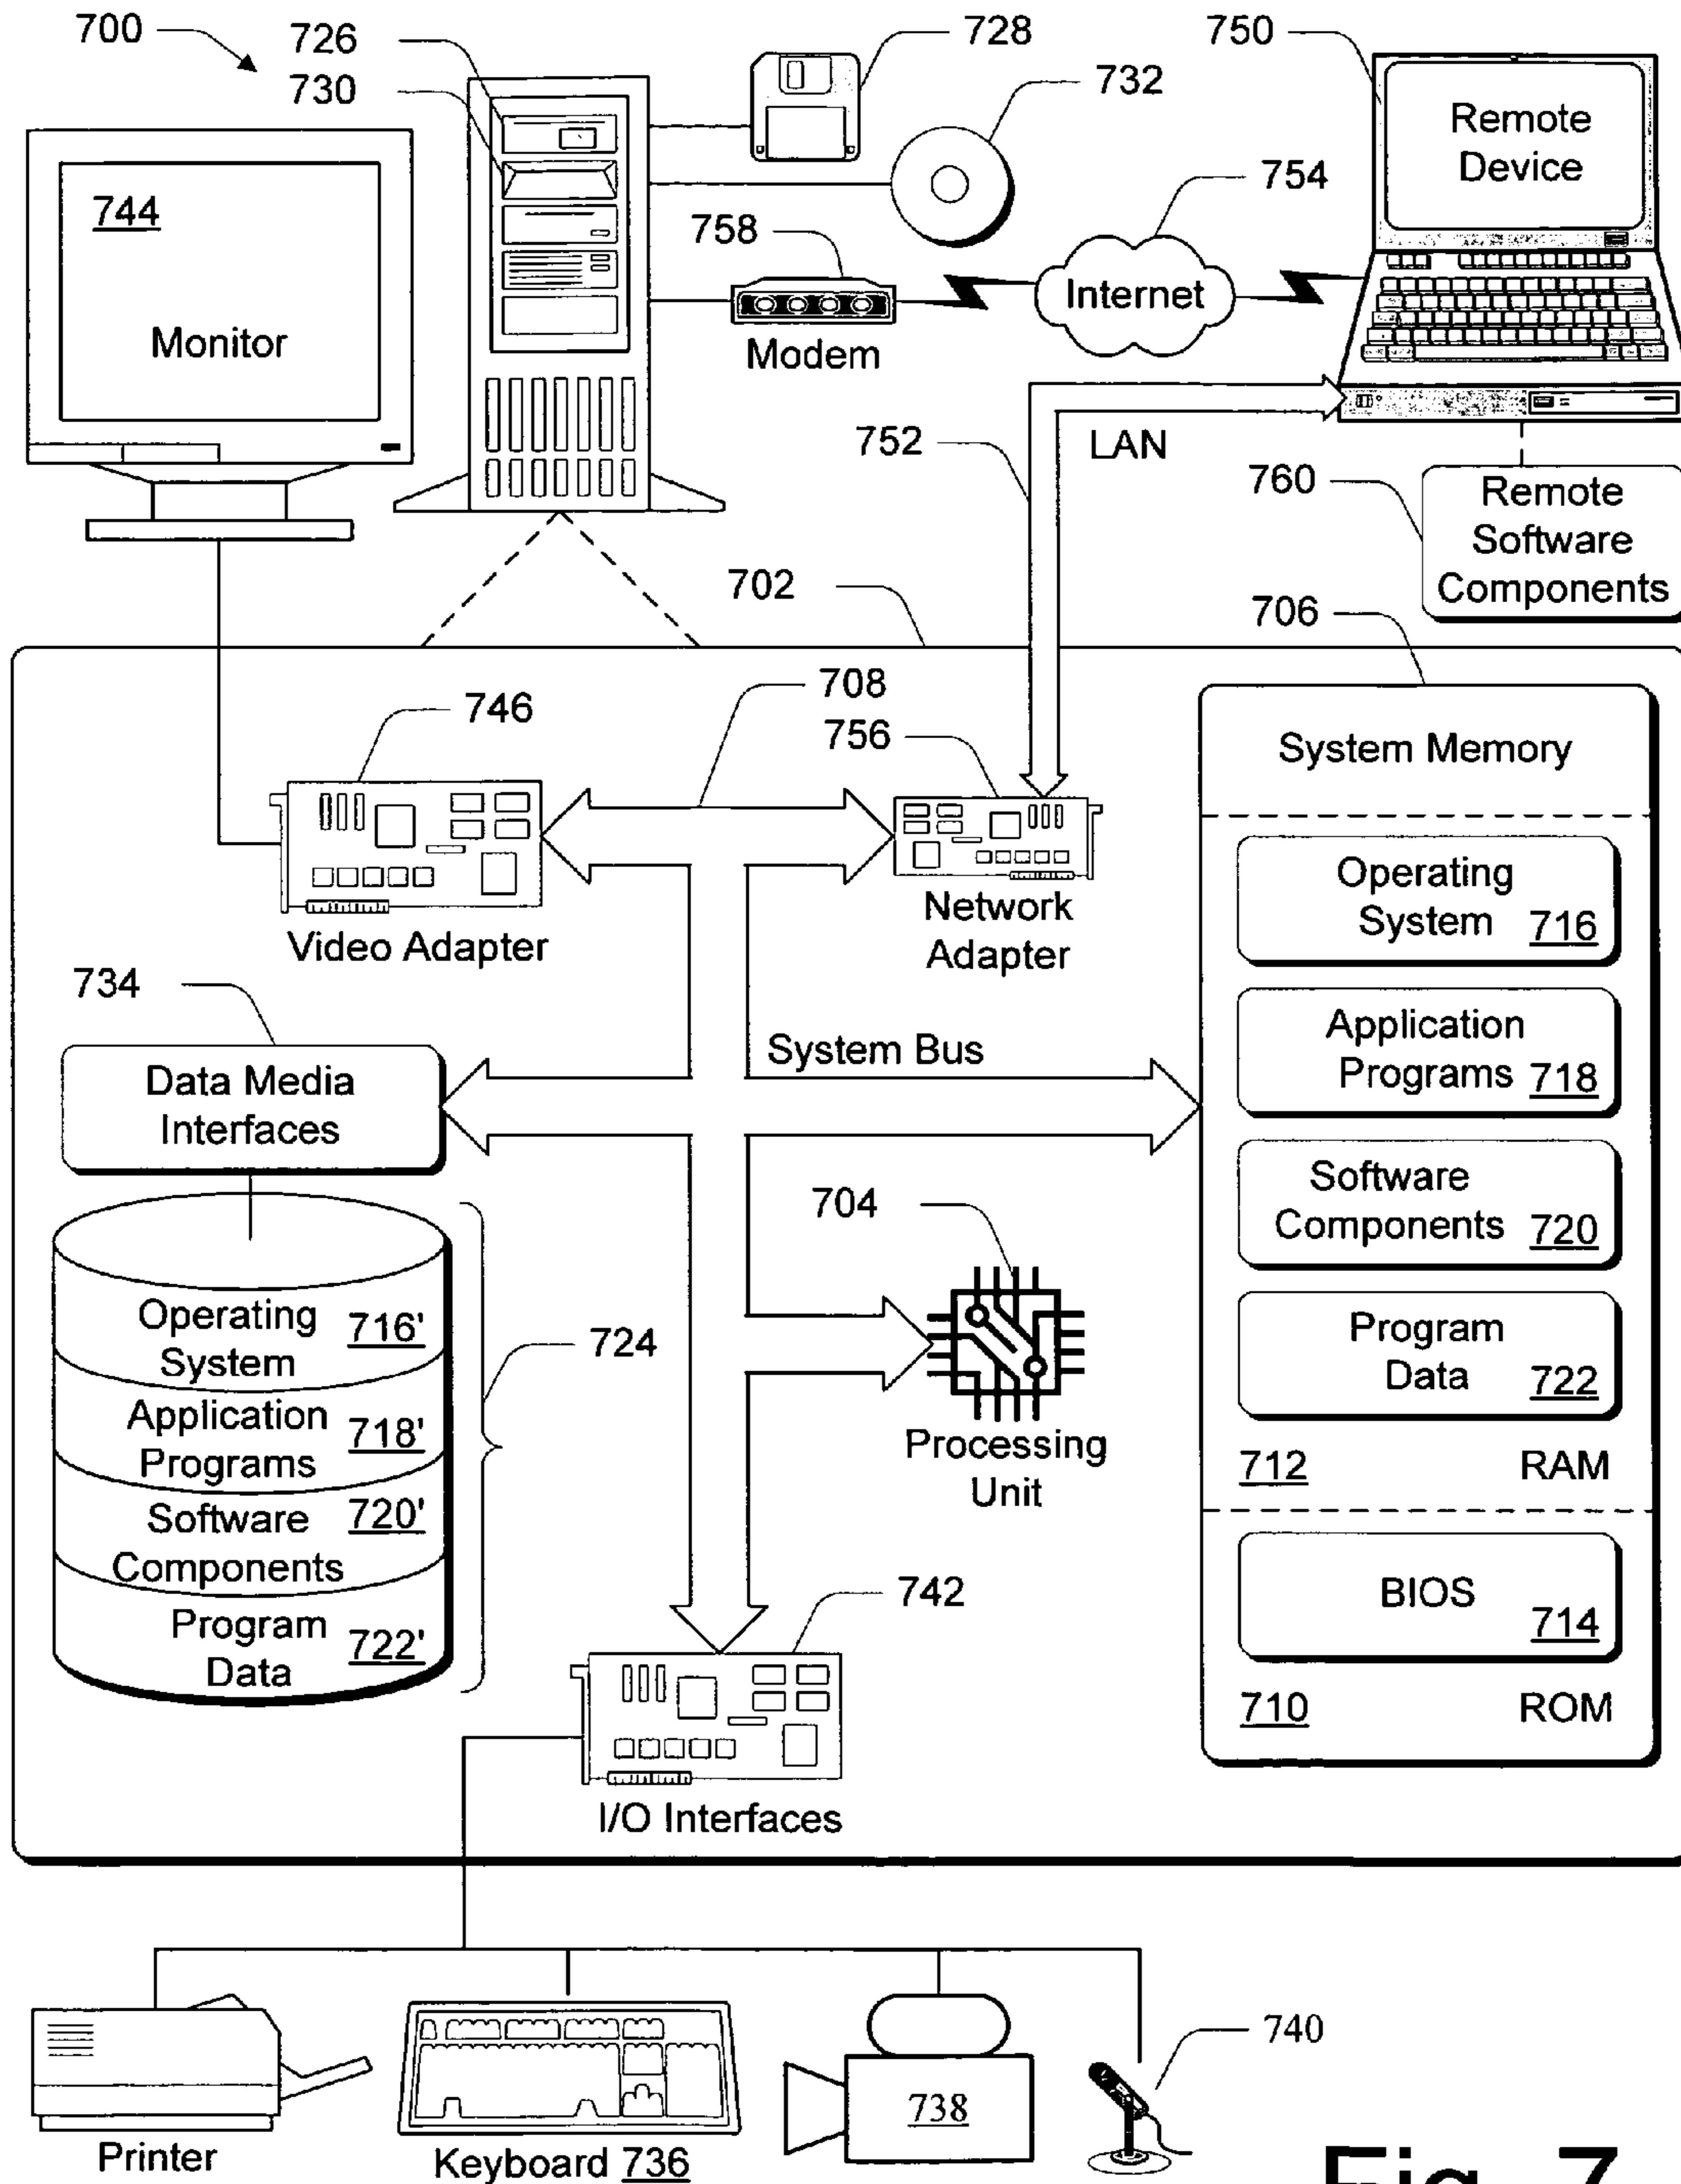 700
726
730
728
732
750
Remote
Device
744
Monitor
758
Modem
754
Internet
752
LAN
760
Remote
Software
Components
702
706
708
746
756
Video Adapter
Network
Adapter
System Memory
Operating
System 716
Application
Programs 718
Software
Components 720
Program
Data 722
712 RAM
BIOS
714
710 ROM
734
Data Media
Interfaces
System Bus
Operating
System 716'
Application
Programs 718'
Software
Components 720'
Program
Data 722'
724
704
Processing
Unit
742
I/O Interfaces
Printer
Keyboard 736
738
740
Fig. 7